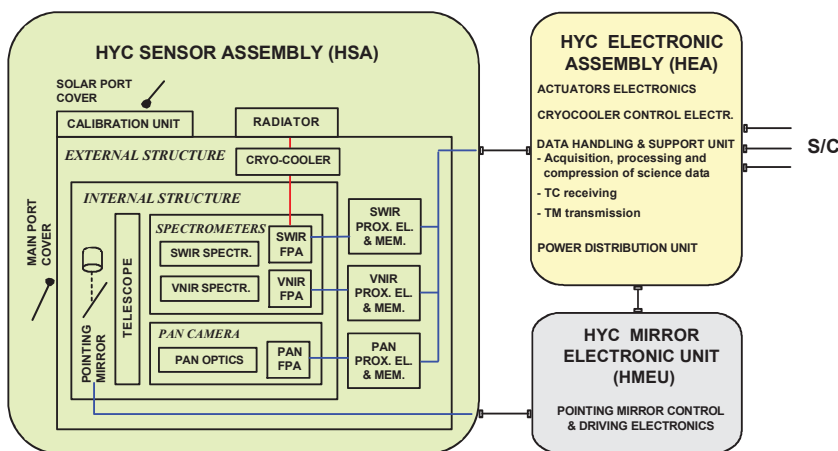 HYC SENSOR ASSEMBLY (HSA)
SOLAR PORT
COVER
CALIBRATION UNIT
RADIATOR
EXTERNAL STRUCTURE
CRYO-COOLER
MAIN PORT
COVER
INTERNAL STRUCTURE
TELESCOPE
POINTING
MIRROR
SPECTROMETERS
SWIR SPECTR.
SWIR
FPA
VNIR SPECTR.
VNIR
FPA
PAN CAMERA
PAN OPTICS
PAN
FPA
SWIR
PROX. EL.
& MEM.
VNIR
PROX. EL.
& MEM.
PAN
PROX. EL.
& MEM.
HYC ELECTRONIC
ASSEMBLY (HEA)
ACTUATORS ELECTRONICS
CRYOCOOLER CONTROL ELECTR.
DATA HANDLING & SUPPORT UNIT
- Acquisition, processing and
compression of science data
- TC receiving
- TM transmission
POWER DISTRIBUTION UNIT
S/C
HYC MIRROR
ELECTRONIC UNIT
(HMEU)
POINTING MIRROR CONTROL
& DRIVING ELECTRONICS